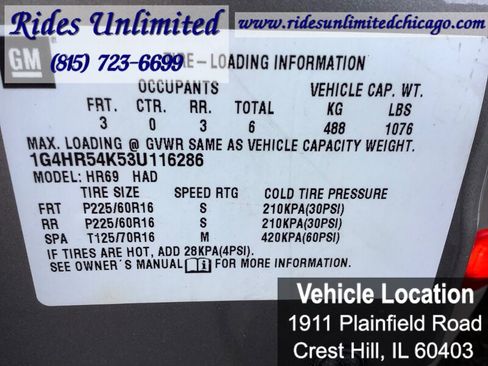 Rides Unlimited
www.ridesunlimitedchicago.com
(815) 723-6699
GM
®
TIRE-LOADING INFORMATION
OCCUPANTS VEHICLE CAP. WT.
FRT. CTR. RR. TOTAL KG LBS
3 0 3 6 488 1076
MAX. LOADING @ GVWR SAME AS VEHICLE CAPACITY WEIGHT.
1G4HR54K53U116286
MODEL: HR69 HAD
TIRE SIZE SPEED RTG COLD TIRE PRESSURE
FRT P225/60R16 S 210KPA(30PSI)
RR P225/60R16 S 210KPA(30PSI)
SPA T125/70R16 M 420KPA(60PSI)
IF TIRES ARE HOT, ADD 28KPA(4PSI).
SEE OWNER'S MANUAL FOR MORE INFORMATION.
Vehicle Location
1911 Plainfield Road
Crest Hill, IL 60403